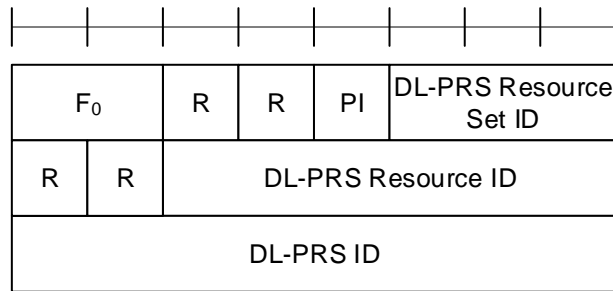 F₀ R R PI DL-PRS Resource Set ID
R R DL-PRS Resource ID
DL-PRS ID